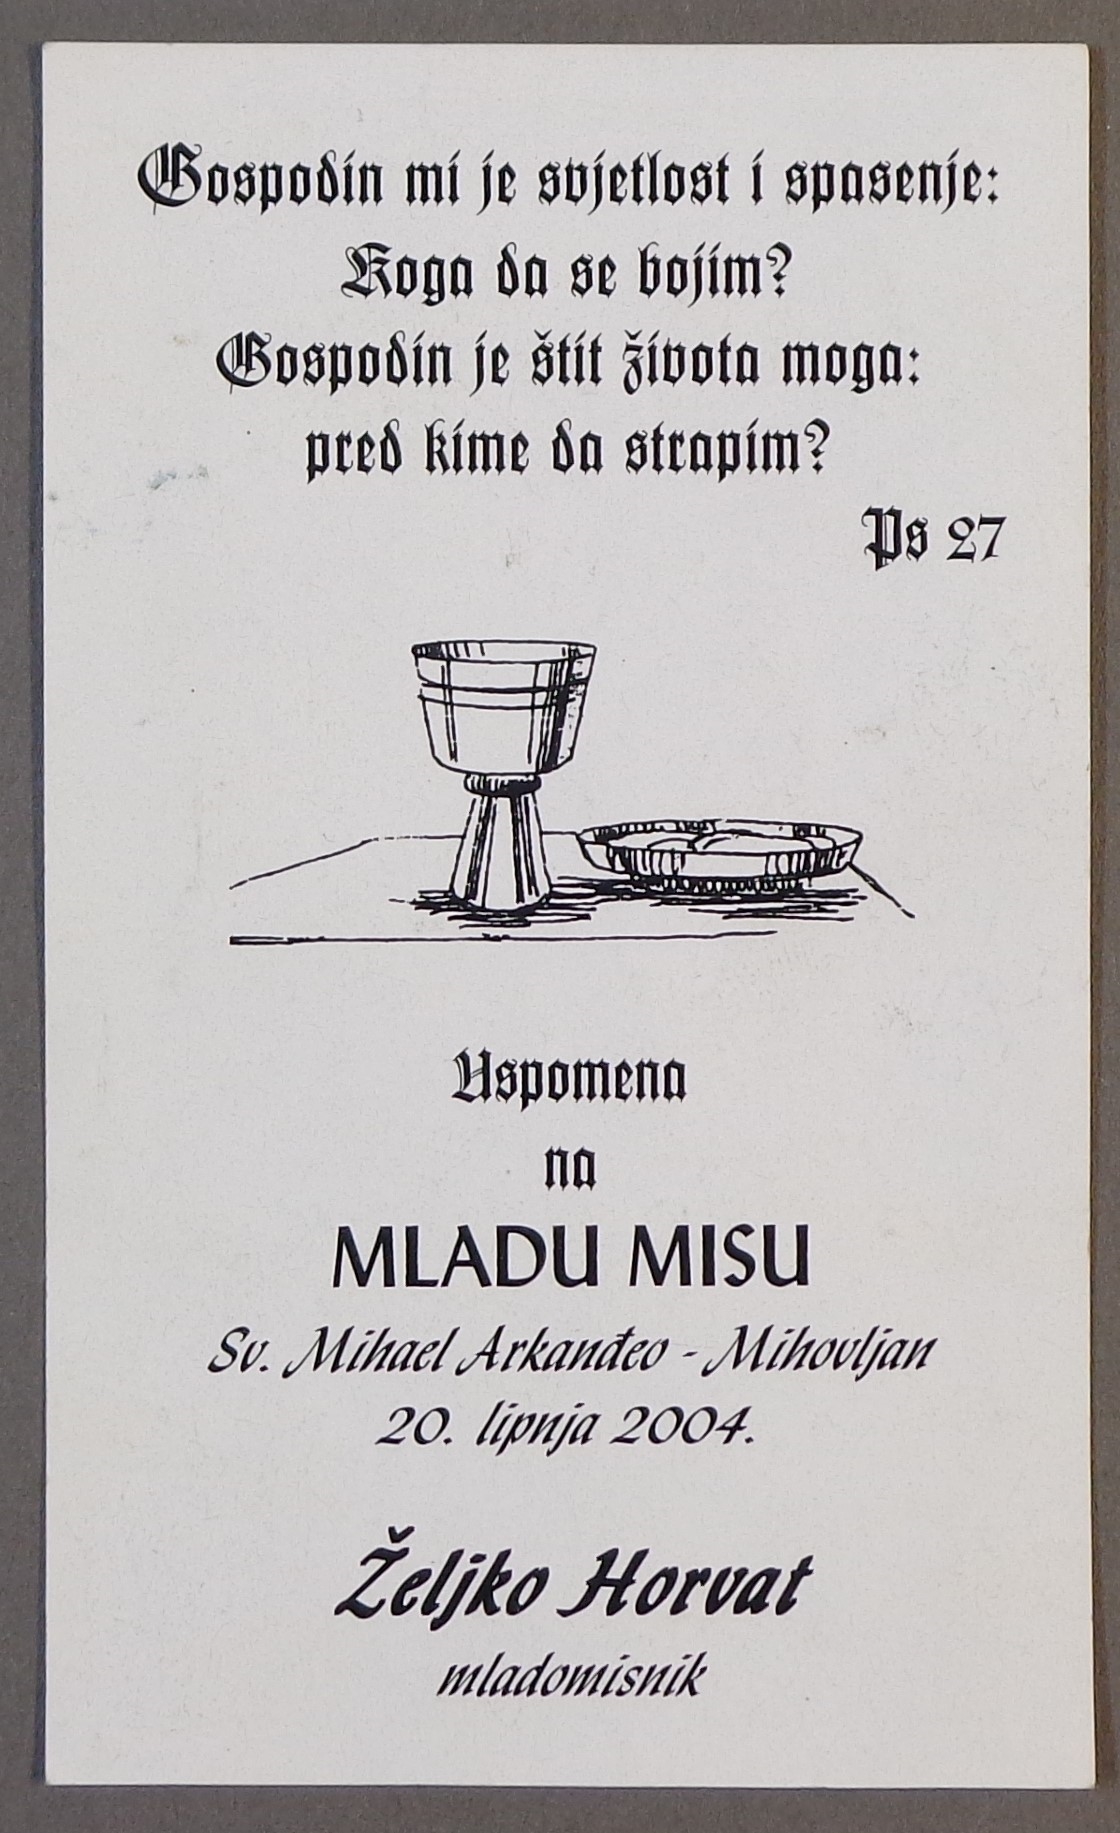 Gospodin mi je svjetlost i spasenje:
Koga da se bojim?
Gospodin je štit života moga:
pred kime da strapim?
Ps 27
Uspomena
na
MLADU MISU
Sv. Mihael Arkanđeo - Mihovljan
20. lipnja 2004.
Željko Horvat
mladomisnik